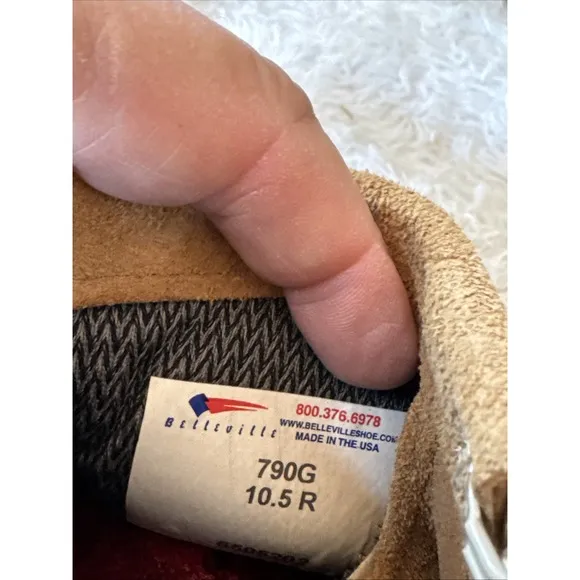 Belleville
800.376.6978
WWW.BELLEVILLESHOE.COM
MADE IN THE USA
790G
10.5 R